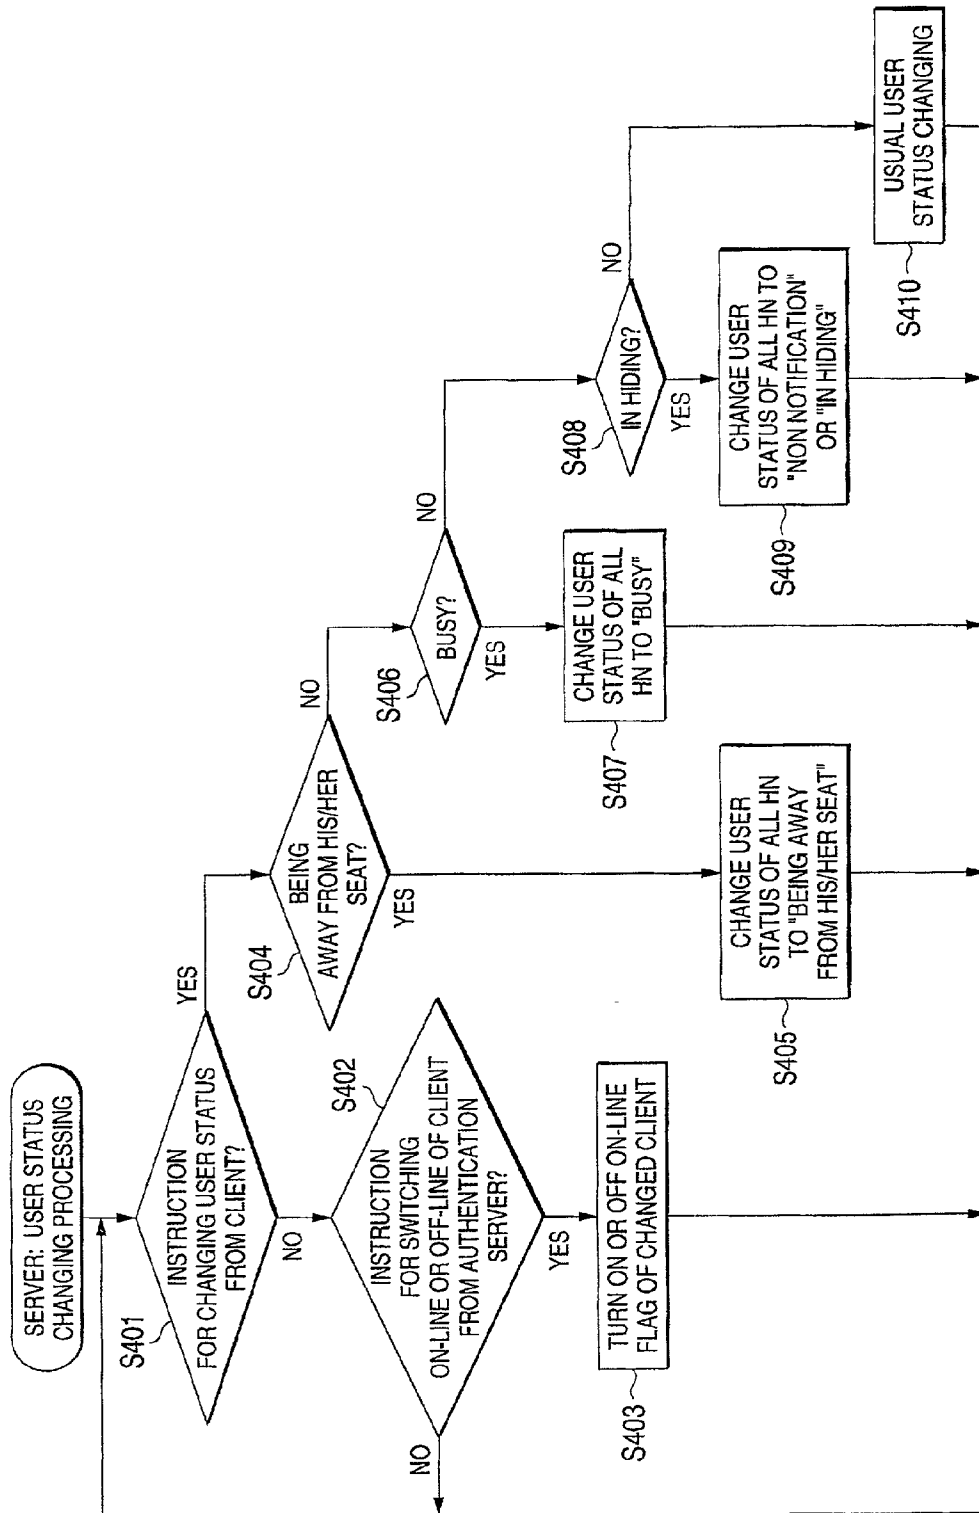 SERVER: USER STATUS
CHANGING PROCESSING
S401
INSTRUCTION
FOR CHANGING USER STATUS
FROM CLIENT?
YES
NO
S402
INSTRUCTION
FOR SWITCHING
ON-LINE OR OFF-LINE OF CLIENT
FROM AUTHENTICATION
SERVER?
NO
YES
S403
TURN ON OR OFF ON-LINE
FLAG OF CHANGED CLIENT
S404
BEING
AWAY FROM HIS/HER
SEAT?
NO
YES
S405
CHANGE USER
STATUS OF ALL HN
TO "BEING AWAY
FROM HIS/HER SEAT"
S406
BUSY?
NO
YES
S407
CHANGE USER
STATUS OF ALL
HN TO "BUSY"
S408
IN HIDING?
NO
YES
S409
CHANGE USER
STATUS OF ALL HN TO
"NON NOTIFICATION"
OR "IN HIDING"
S410
USUAL USER
STATUS CHANGING